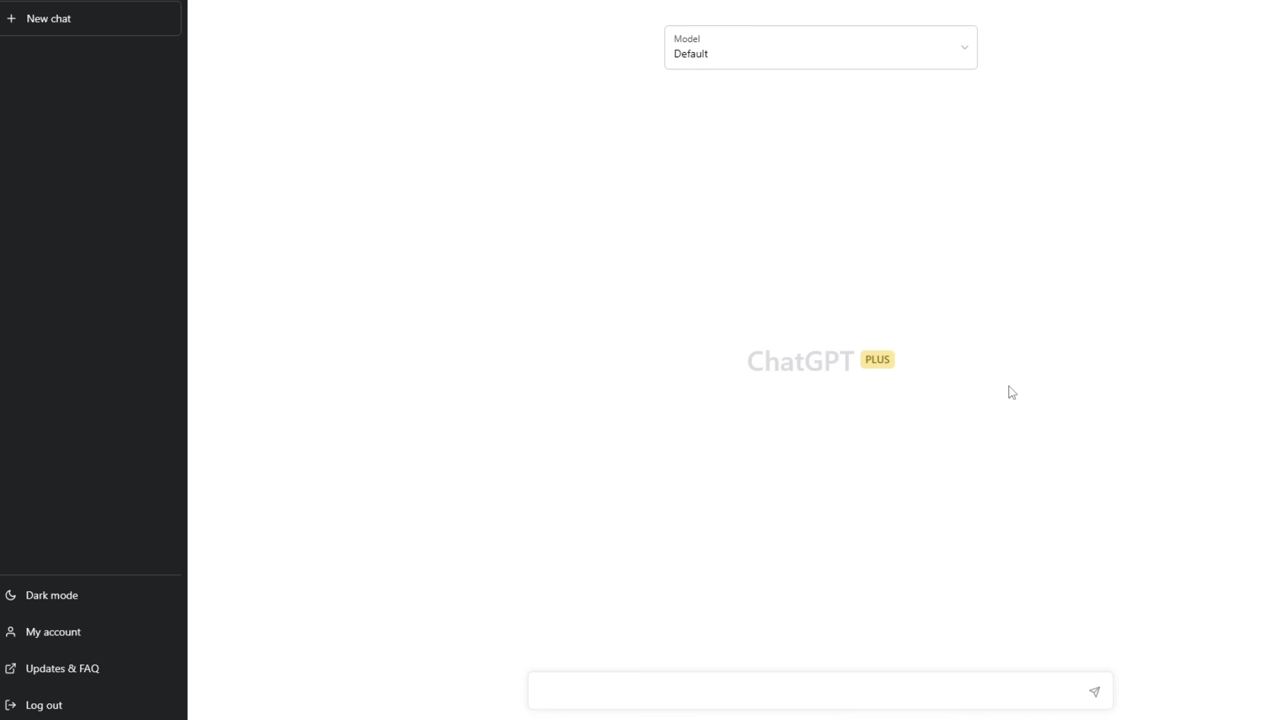 New chat
Model
Default
ChatGPT PLUS
Dark mode
My account
Updates & FAQ
Log out